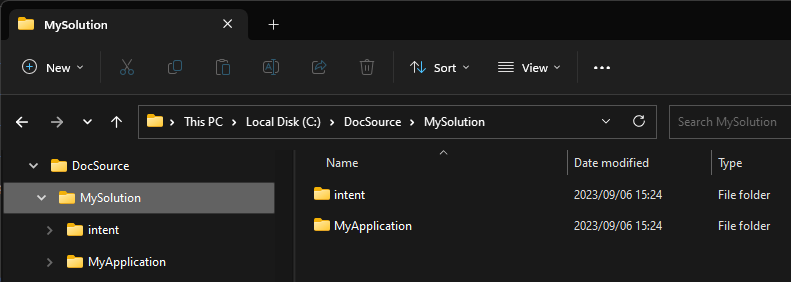 MySolution
New
Sort
View
This PC > Local Disk (C:) > DocSource > MySolution
Search MySolution
DocSource
MySolution
intent
MyApplication
Name Date modified Type
intent 2023/09/06 15:24 File folder
MyApplication 2023/09/06 15:24 File folder